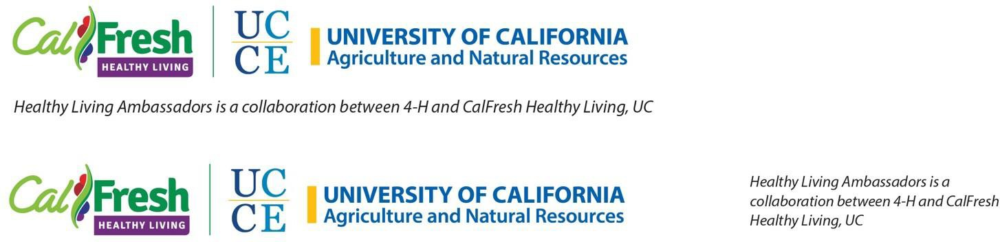 CalFresh
HEALTHY LIVING
UC
CE
UNIVERSITY OF CALIFORNIA
Agriculture and Natural Resources
Healthy Living Ambassadors is a collaboration between 4-H and CalFresh Healthy Living, UC
CalFresh
HEALTHY LIVING
UC
CE
UNIVERSITY OF CALIFORNIA
Agriculture and Natural Resources
Healthy Living Ambassadors is a
collaboration between 4-H and CalFresh
Healthy Living, UC